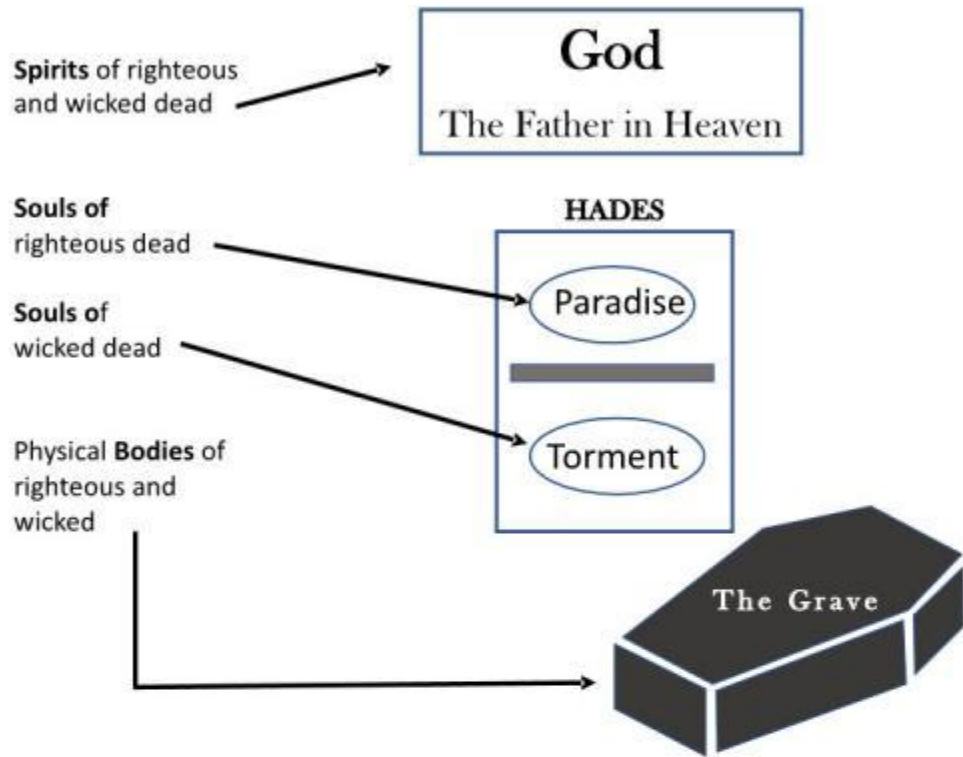 Spirits of righteous
and wicked dead
God
The Father in Heaven
Souls of
righteous dead
Souls of
wicked dead
Physical Bodies of
righteous and
wicked
HADES
Paradise
Torment
The Grave